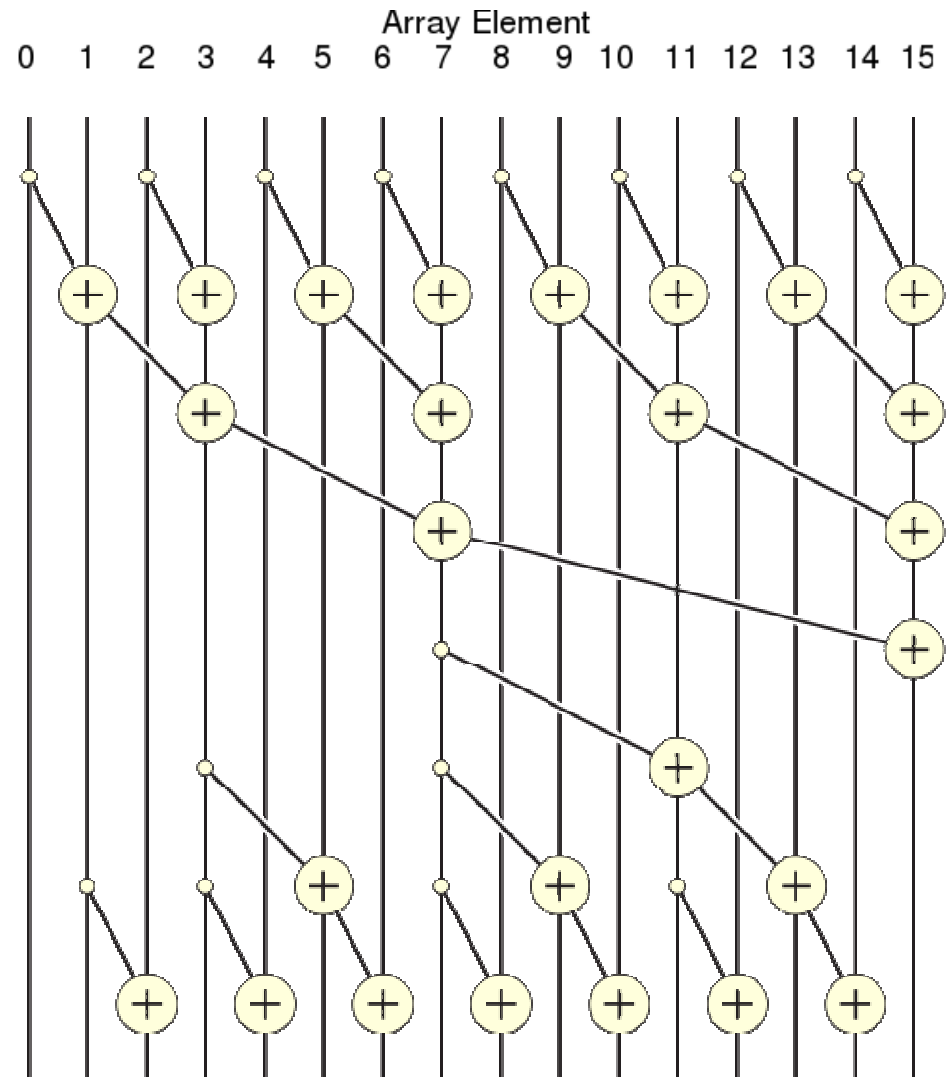 Array Element
0 1 2 3 4 5 6 7 8 9 10 11 12 13 14 15
+ + + + + + + +
+ + + +
+ +
+
+
+ + +
+ + + + + + +